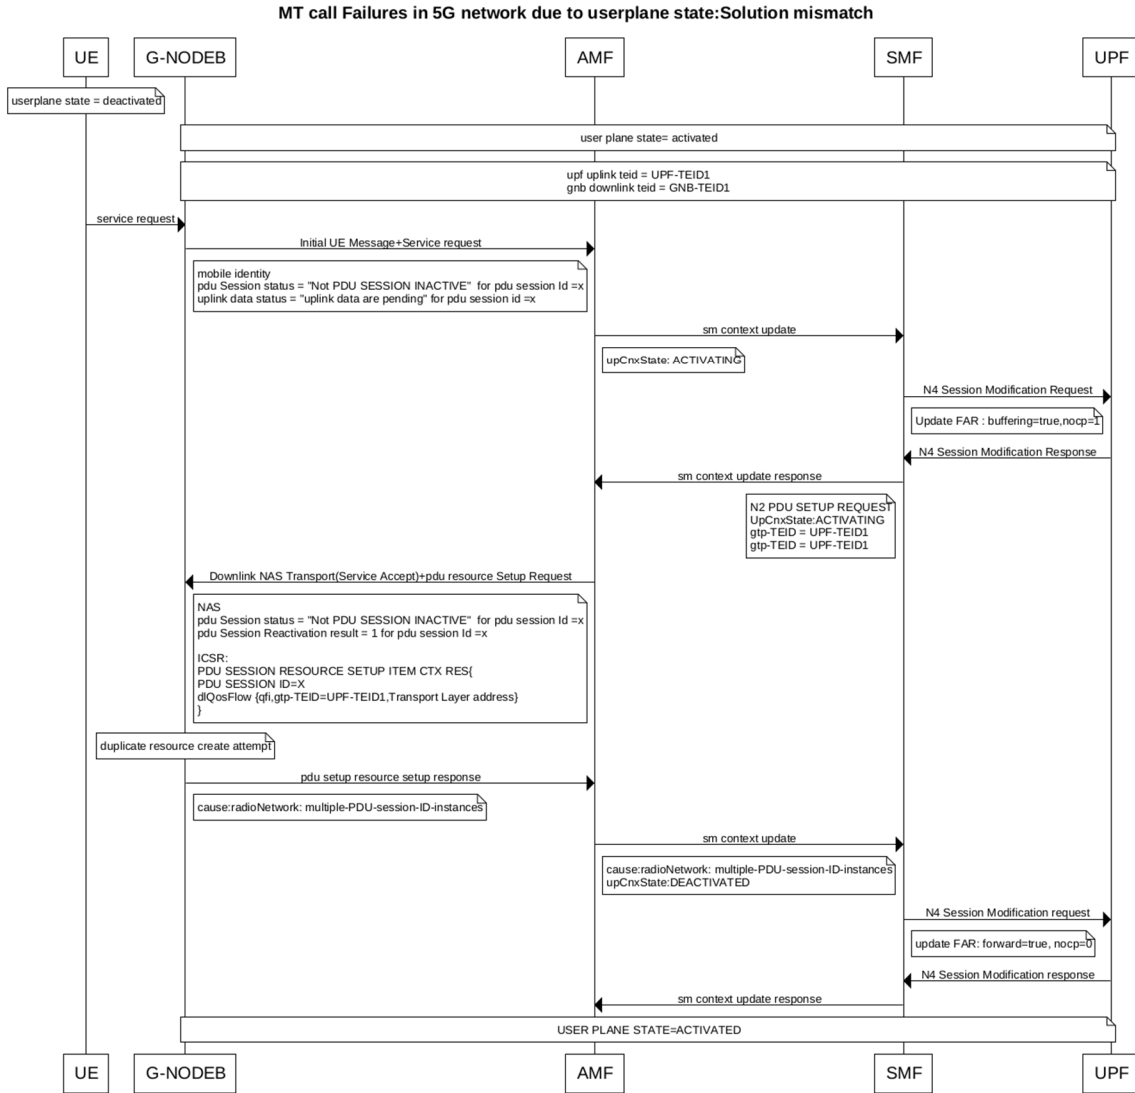 MT call Failures in 5G network due to userplane state:Solution mismatch
UE
G-NODEB
AMF
SMF
UPF
userplane state = deactivated
user plane state= activated
upf uplink teid = UPF-TEID1
gnb downlink teid = GNB-TEID1
service request
Initial UE Message+Service request
mobile identity
pdu Session status = "Not PDU SESSION INACTIVE"  for pdu session Id =x
uplink data status = "uplink data are pending" for pdu session id =x
sm context update
upCnxState: ACTIVATING
N4 Session Modification Request
Update FAR : buffering=true,nocp=1
N4 Session Modification Response
sm context update response
N2 PDU SETUP REQUEST
UpCnxState:ACTIVATING
gtp-TEID = UPF-TEID1
gtp-TEID = UPF-TEID1
Downlink NAS Transport(Service Accept)+pdu resource Setup Request
NAS
pdu Session status = "Not PDU SESSION INACTIVE"  for pdu session Id =x
pdu Session Reactivation result = 1 for pdu session Id =x
ICSR:
PDU SESSION RESOURCE SETUP ITEM CTX RES{
PDU SESSION ID=X
dlQosFlow {qfi,gtp-TEID=UPF-TEID1,Transport Layer address}
}
duplicate resource create attempt
pdu setup resource setup response
cause:radioNetwork: multiple-PDU-session-ID-instances
sm context update
cause:radioNetwork: multiple-PDU-session-ID-instances
upCnxState:DEACTIVATED
N4 Session Modification request
update FAR: forward=true, nocp=0
N4 Session Modification response
sm context update response
USER PLANE STATE=ACTIVATED
UE
G-NODEB
AMF
SMF
UPF